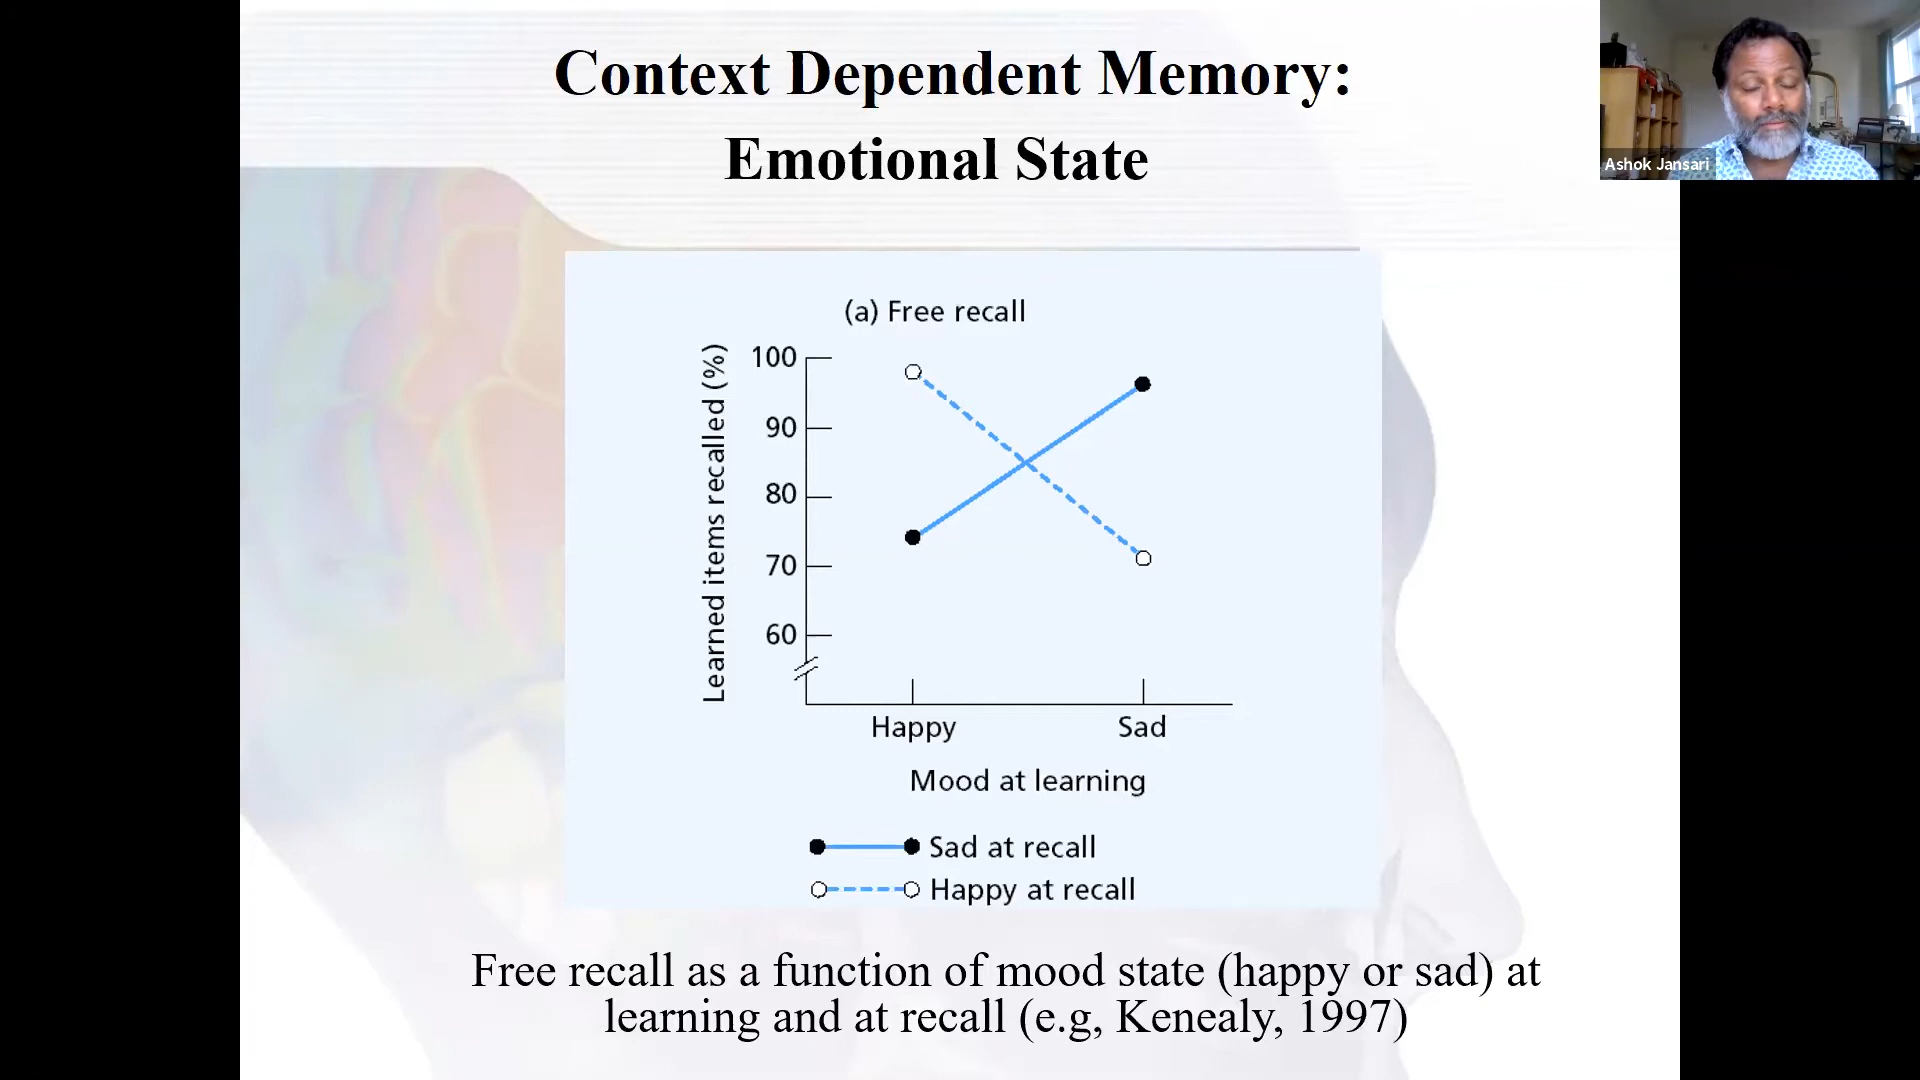 Context Dependent Memory:
Emotional State
Ashok Jansari
(a) Free recall
Learned items recalled (%)
100
90
80
70
60
Happy
Sad
Mood at learning
Sad at recall
Happy at recall
Free recall as a function of mood state (happy or sad) at
learning and at recall (e.g, Kenealy, 1997)